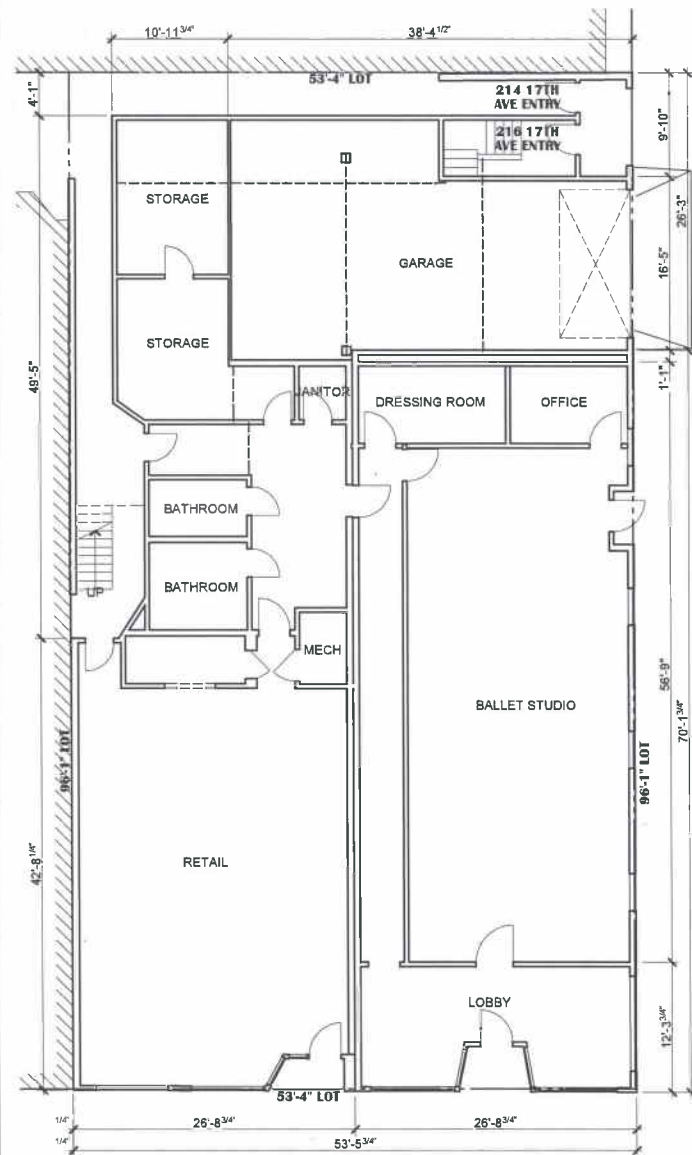 10'-11 3/4"
38'-4 1/2"
53'-4" LOT
4'-1"
214 17TH
AVE ENTRY
216 17TH
AVE ENTRY
9'-10"
26'-3"
STORAGE
GARAGE
16'-5"
STORAGE
49'-5"
1'-1"
JANITOR
DRESSING ROOM
OFFICE
BATHROOM
BATHROOM
UP
MECH
56'-9"
BALLET STUDIO
70'-1 3/4"
96'-1" LOT
96'-1" LOT
RETAIL
42'-8 1/4"
LOBBY
12'-3 3/4"
53'-4" LOT
1/4"
26'-8 3/4"
26'-8 3/4"
1/4"
53'-5 3/4"